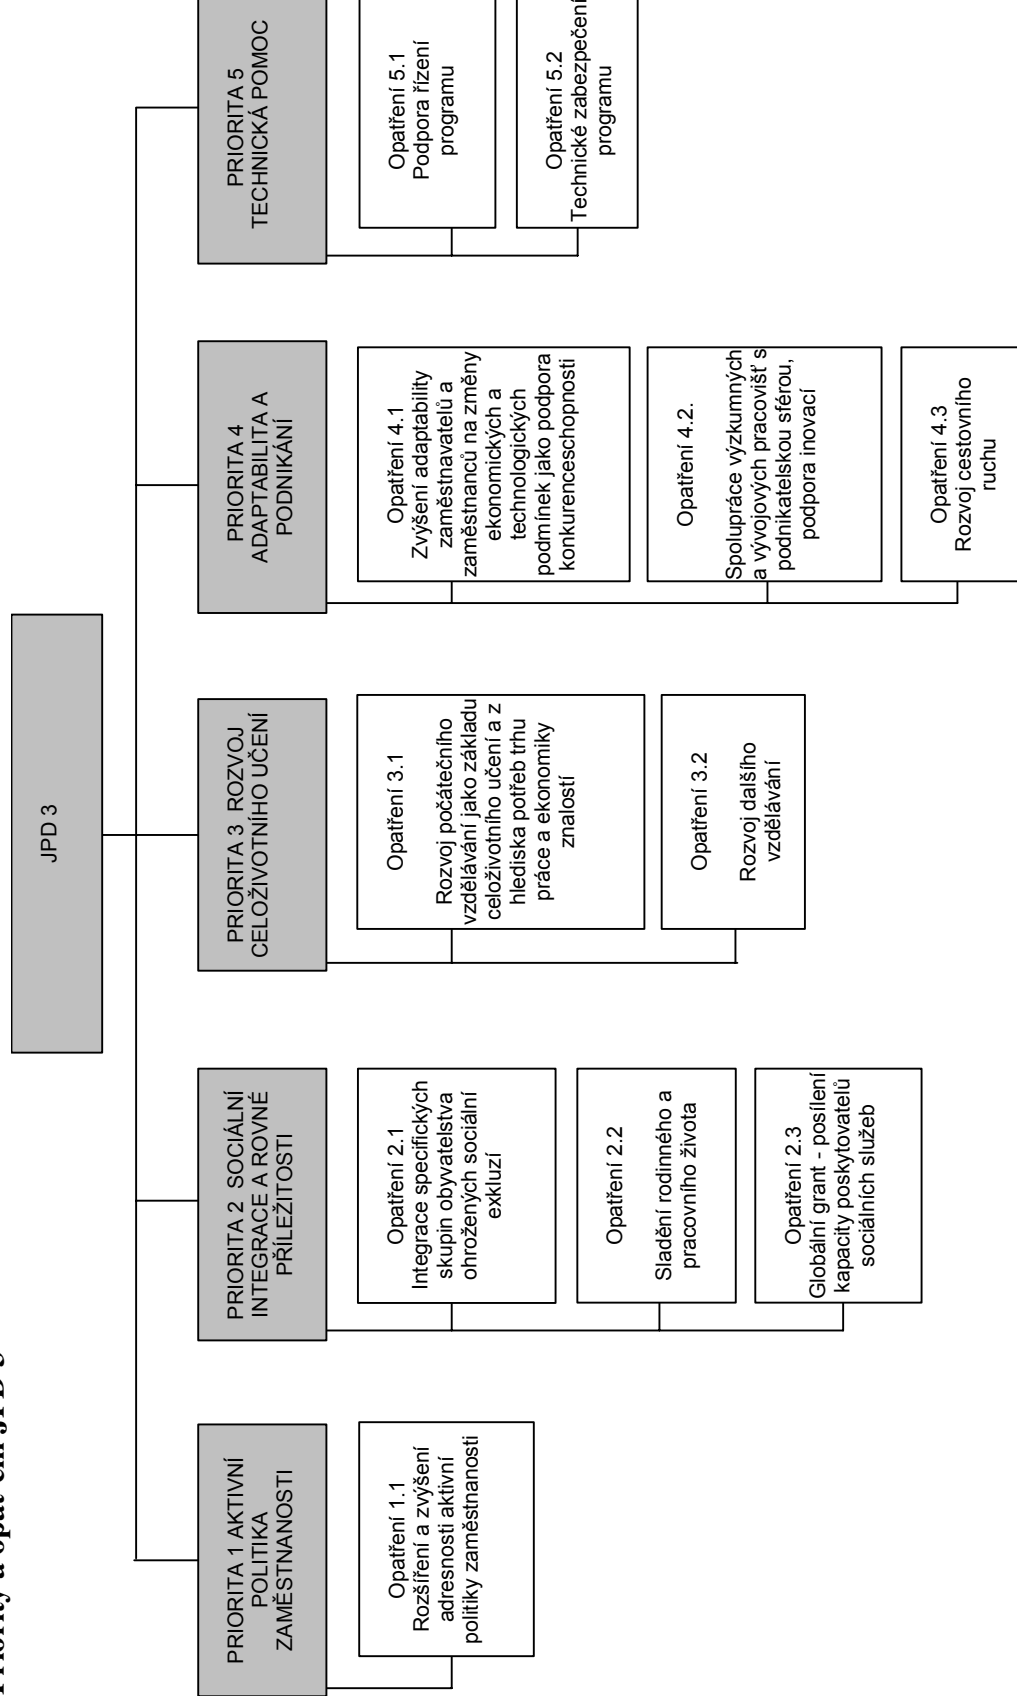 JPD 3
PRIORITA 1 AKTIVNÍ
POLITIKA
ZAMĚSTNANOSTI
Opatření 1.1
Rozšíření a zvýšení
adresnosti aktivní
politiky zaměstnanosti
PRIORITA 2  SOCIÁLNÍ
INTEGRACE A ROVNÉ
PŘÍLEŽITOSTI
Opatření 2.1
Integrace specifických
skupin obyvatelstva
ohrožených sociální
exkluzí
Opatření 2.2
Sladění rodinného a
pracovního života
Opatření 2.3
Globální grant - posílení
kapacity poskytovatelů
sociálních služeb
PRIORITA 3  ROZVOJ
CELOŽIVOTNÍHO UČENÍ
Opatření 3.1
Rozvoj počátečního
vzdělávání jako základu
celoživotního učení a z
hlediska potřeb trhu
práce a ekonomiky
znalostí
Opatření 3.2
Rozvoj dalšího
vzdělávání
PRIORITA 4
ADAPTABILITA A
PODNIKÁNÍ
Opatření 4.1
Zvýšení adaptability
zaměstnavatelů a
zaměstnanců na změny
ekonomických a
technologických
podmínek jako podpora
konkurenceschopnosti
Opatření 4.2.
Spolupráce výzkumných
a vývojových pracovišť s
podnikatelskou sférou,
podpora inovací
Opatření 4.3
Rozvoj cestovního
ruchu
PRIORITA 5
TECHNICKÁ POMOC
Opatření 5.1
Podpora řízení
programu
Opatření 5.2
Technické zabezpečení
programu